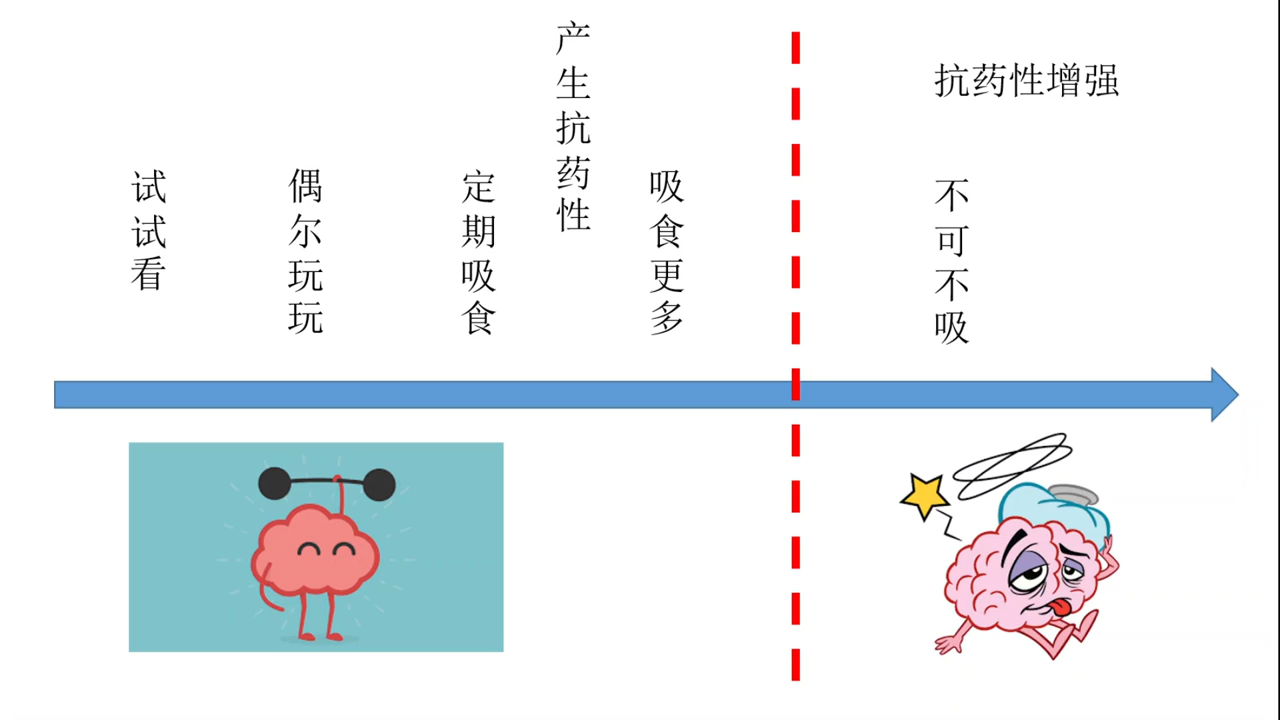 试试看
偶尔玩玩
定期吸食
产生抗药性
吸食更多
抗药性增强
不可不吸